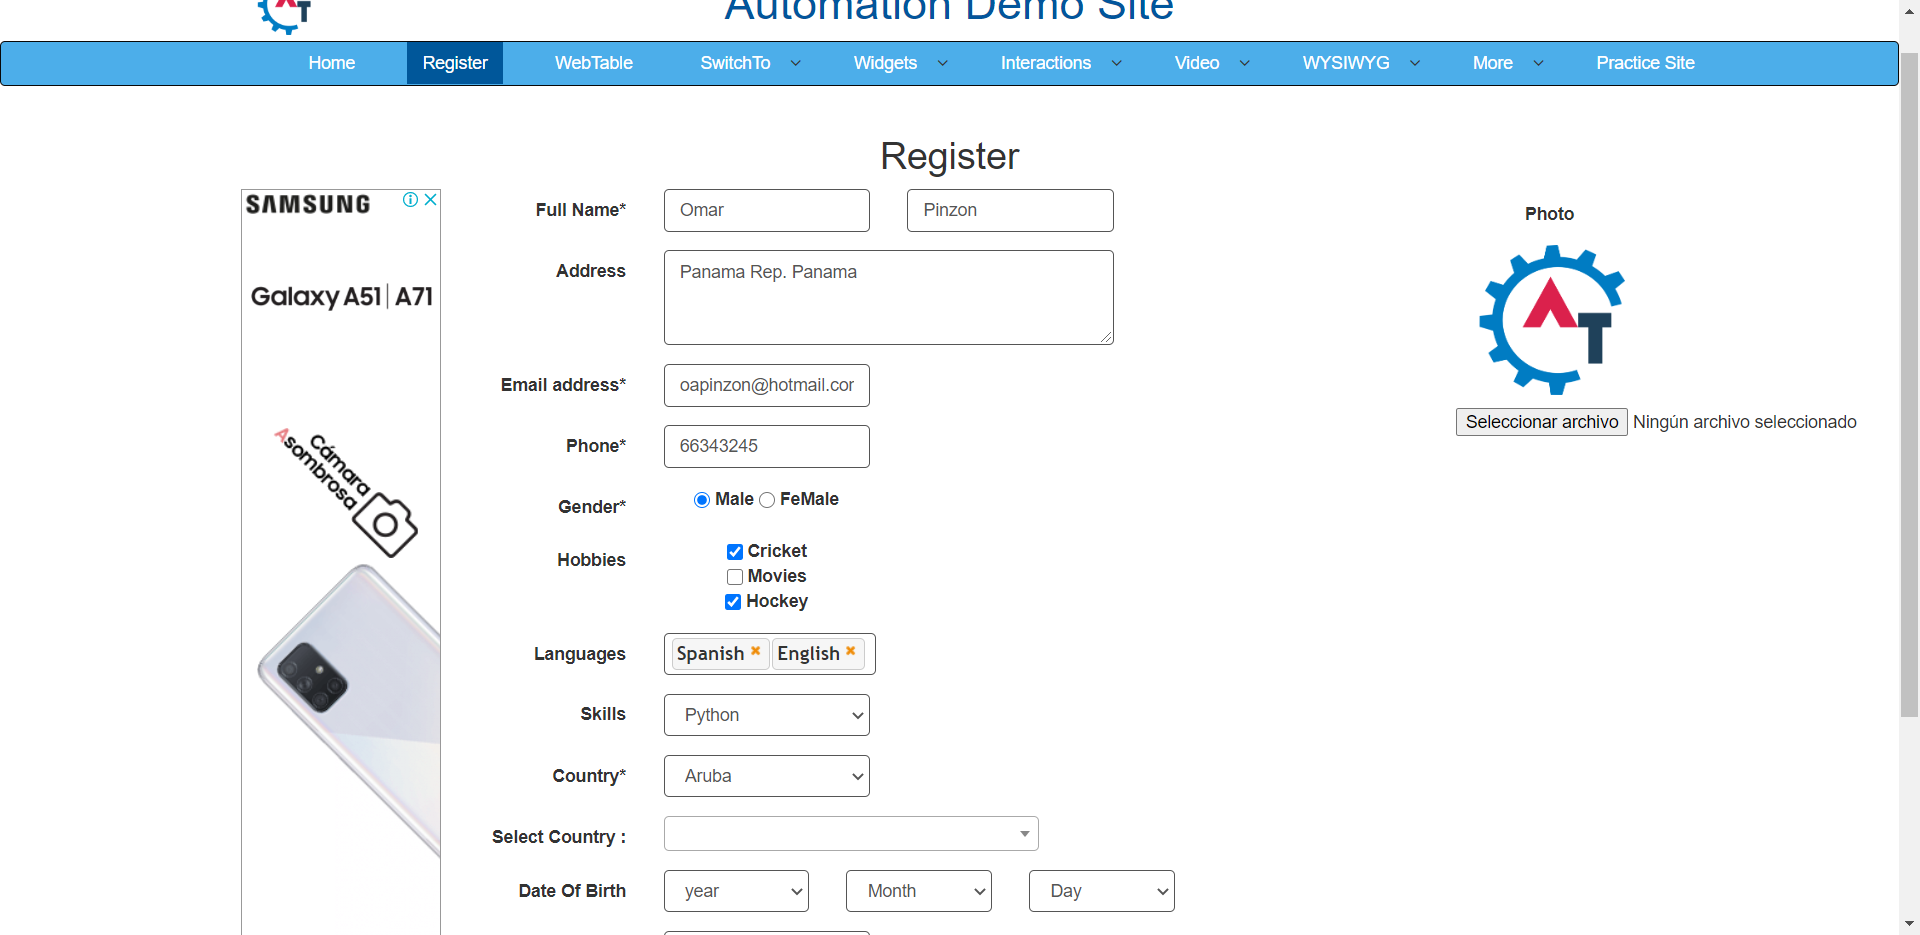 Automation Demo Site
Home Register WebTable SwitchTo Widgets Interactions Video WYSIWYG More Practice Site
Register
SAMSUNG
Galaxy A51 | A71
Asombrosa
Cámara
Full Name* Omar Pinzon
Address Panama Rep. Panama
Email address* oapinzon@hotmail.cor
Phone* 66343245
Gender* Male FeMale
Hobbies Cricket
Movies
Hockey
Languages Spanish English
Skills Python
Country* Aruba
Select Country :
Date Of Birth year Month Day
Photo
AT
Seleccionar archivo Ningún archivo seleccionado